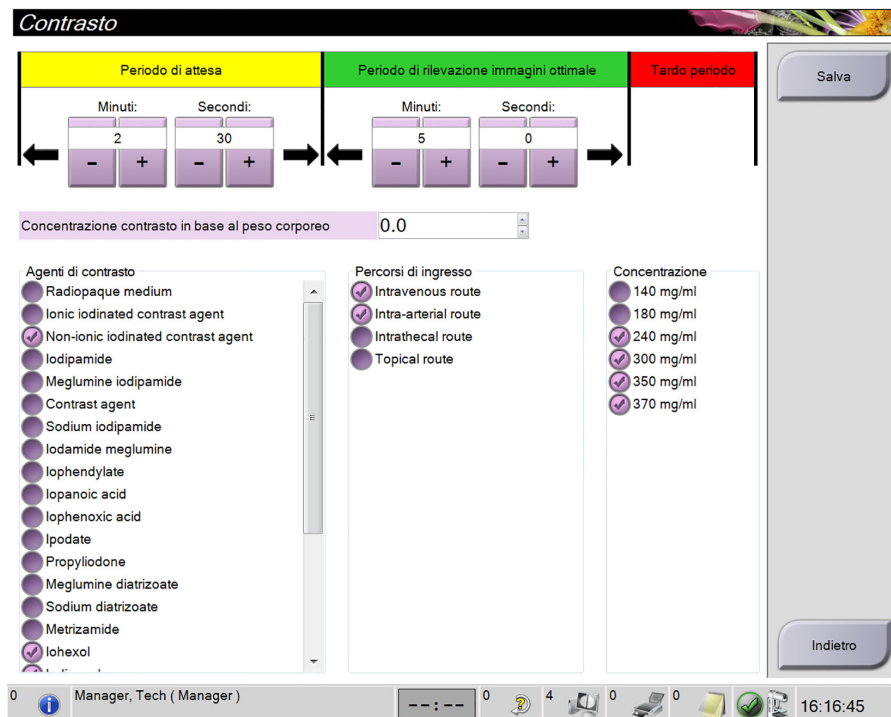 Contrasto
Periodo di attesa
Periodo di rilevazione immagini ottimale
Tardo periodo
Salva
Minuti:
Secondi:
Minuti:
Secondi:
2
30
5
0
- + - + - + - +
Concentrazione contrasto in base al peso corporeo
0.0
Agenti di contrasto
Radiopaque medium
Ionic iodinated contrast agent
Non-ionic iodinated contrast agent
Iodipamide
Meglumine iodipamide
Contrast agent
Sodium iodipamide
Iodamide meglumine
Iophendylate
Iopanoic acid
Iophenoxic acid
Ipodate
Propyliodone
Meglumine diatrizoate
Sodium diatrizoate
Metrizamide
Iohexol
Percorsi di ingresso
Intravenous route
Intra-arterial route
Intrathecal route
Topical route
Concentrazione
140 mg/ml
180 mg/ml
240 mg/ml
300 mg/ml
350 mg/ml
370 mg/ml
Indietro
0
Manager, Tech ( Manager )
--:--
0
4
0
0
16:16:45